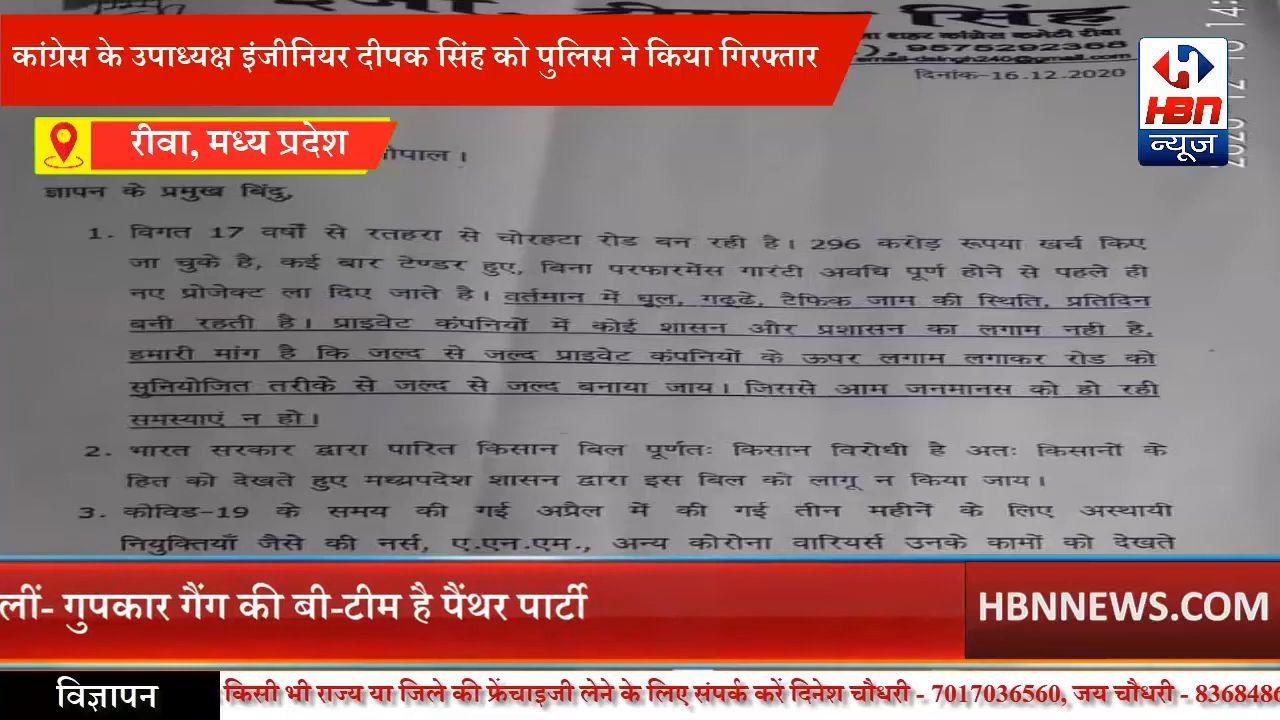 इंजी. दीपक सिंह
कांग्रेस के उपाध्यक्ष इंजीनियर दीपक सिंह को पुलिस ने किया गिरफ्तार
शहर कांग्रेस कमेटी रीवा
दिनांक-16.12.2020
HBN
न्यूज
रीवा, मध्य प्रदेश
ज्ञापन के प्रमुख बिंदु,
1. विगत 17 वर्षों से रतहरा से चोरहटा रोड बन रही है। 296 करोड़ रूपया खर्च किए
जा चुके है, कई बार टेण्डर हुए, बिना परफारमेंस गारंटी अवधि पूर्ण होने से पहले ही
नए प्रोजेक्ट ला दिए जाते है। वर्तमान में धूल, गढ्ढे, टैफिक जाम की स्थिति, प्रतिदिन
बनी रहती है। प्राइवेट कंपनियों में कोई शासन और प्रशासन का लगाम नही है,
हमारी मांग है कि जल्द से जल्द प्राइवेट कंपनियों के ऊपर लगाम लगाकर रोड को
सुनियोजित तरीके से जल्द से जल्द बनाया जाय। जिससे आम जनमानस को हो रही
समस्याएं न हो।
2. भारत सरकार द्वारा पारित किसान बिल पूर्णतः किसान विरोधी है अतः किसानों के
हित को देखते हुए मध्यप्रदेश शासन द्वारा इस बिल को लागू न किया जाय।
3. कोविड-19 के समय की गई अप्रैल में की गई तीन महीनें के लिए अस्थायी
नियुक्तियाँ जैसे की नर्स, ए.एन.एम., अन्य कोरोना वारियर्स उनके कामों को देखते
लीं- गुपकार गैंग की बी-टीम है पैंथर पार्टी
HBNNEWS.COM
विज्ञापन
किसी भी राज्य या जिले की फ्रेंचाइजी लेने के लिए संपर्क करें दिनेश चौधरी - 7017036560, जय चौधरी - 8368486